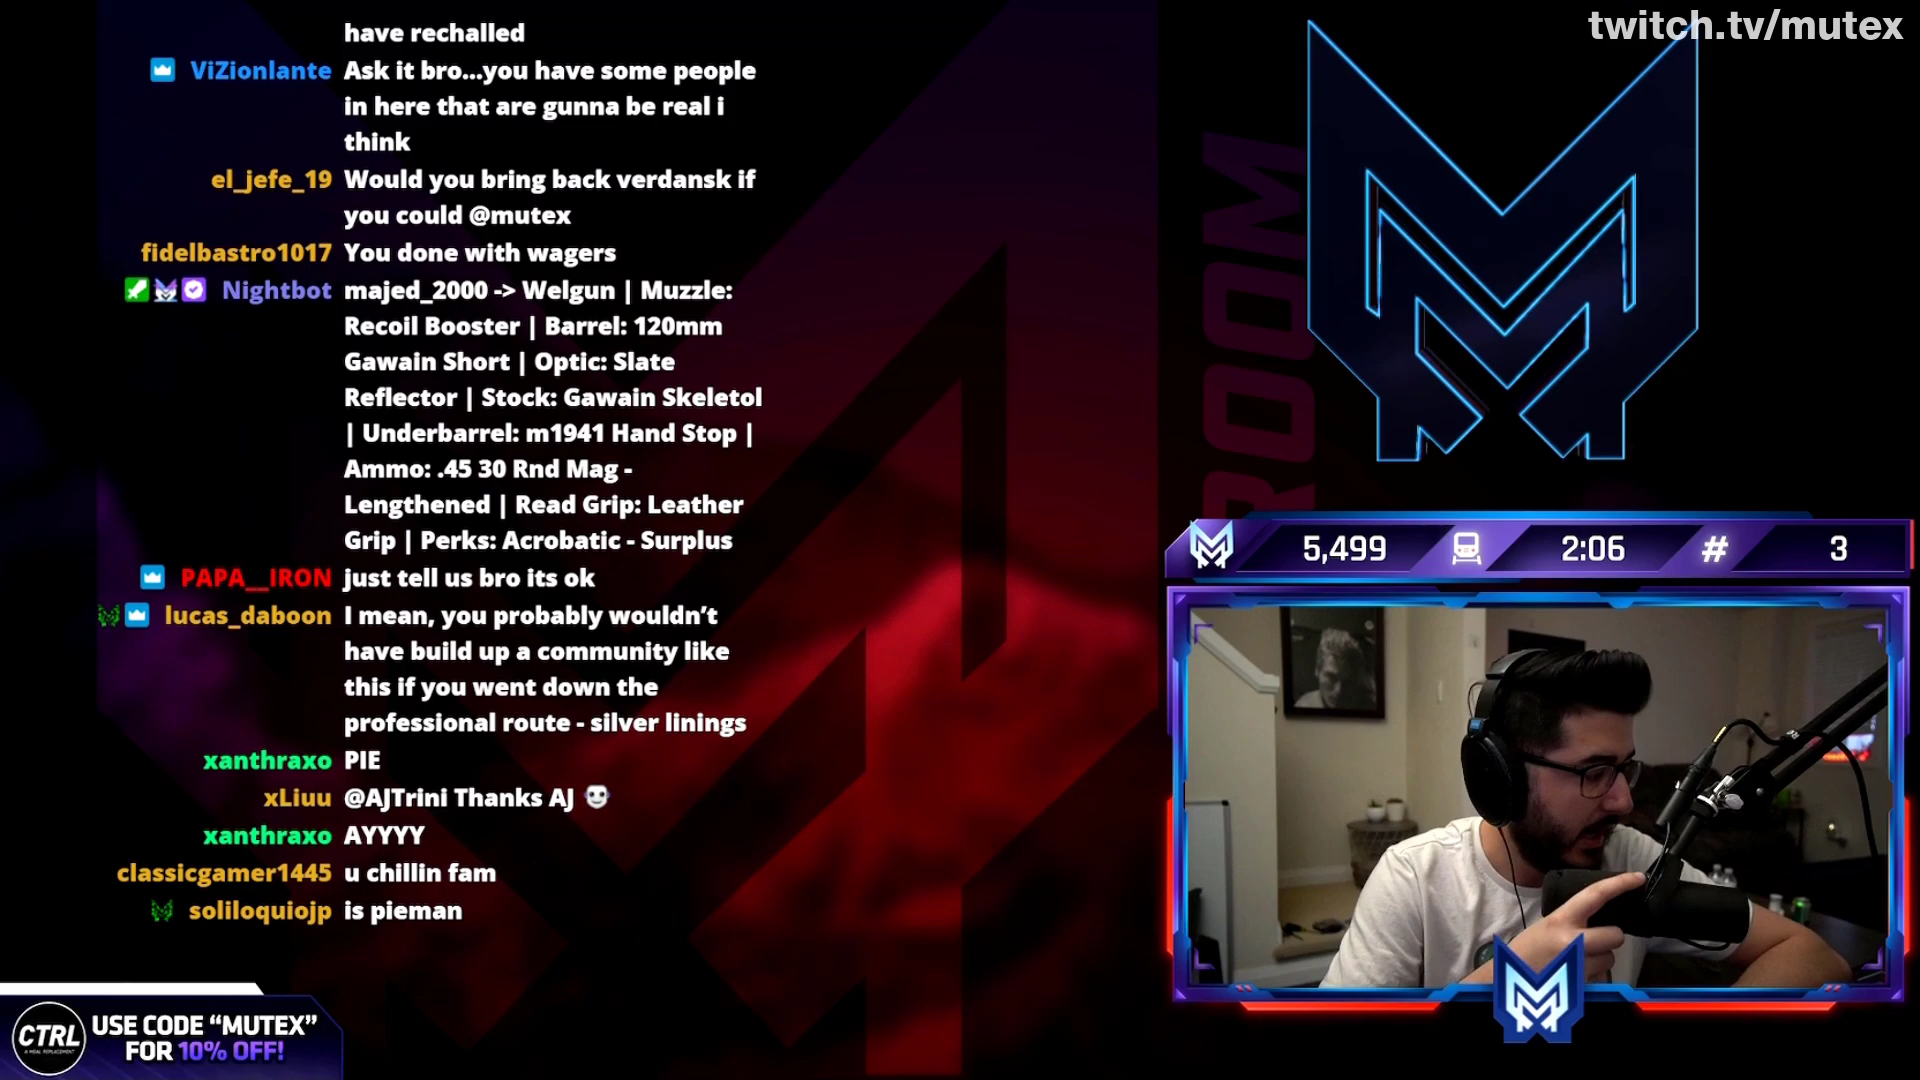 twitch.tv/mutex
have rechalled
ViZionlante Ask it bro...you have some people
in here that are gunna be real i
think
el_jefe_19 Would you bring back verdansk if
you could @mutex
fidelbastro1017 You done with wagers
Nightbot majed_2000 -> Welgun | Muzzle:
Recoil Booster | Barrel: 120mm
Gawain Short | Optic: Slate
Reflector | Stock: Gawain Skeletol
| Underbarrel: m1941 Hand Stop |
Ammo: .45 30 Rnd Mag -
Lengthened | Read Grip: Leather
Grip | Perks: Acrobatic - Surplus
PAPA__IRON just tell us bro its ok
lucas_daboon I mean, you probably wouldn’t
have build up a community like
this if you went down the
professional route - silver linings
xanthraxo PIE
xLiuu @AJTrini Thanks AJ
xanthraxo AYYYY
classicgamer1445 u chillin fam
soliloquiojp is pieman
ROOM
5,499 2:06 # 3
CTRL
USE CODE “MUTEX”
FOR 10% OFF!